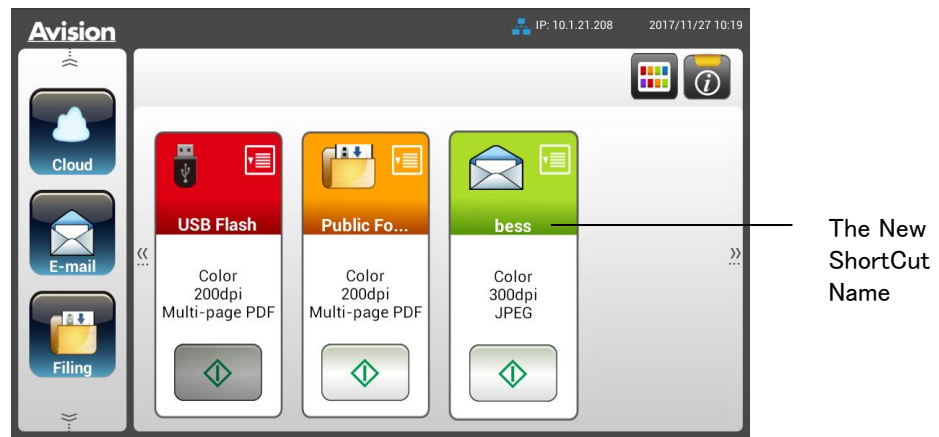 Avision
IP: 10.1.21.208
2017/11/27 10:19
Cloud
E-mail
Filing
USB Flash
Color
200dpi
Multi-page PDF
Public Fo...
Color
200dpi
Multi-page PDF
bess
Color
300dpi
JPEG
The New
ShortCut
Name